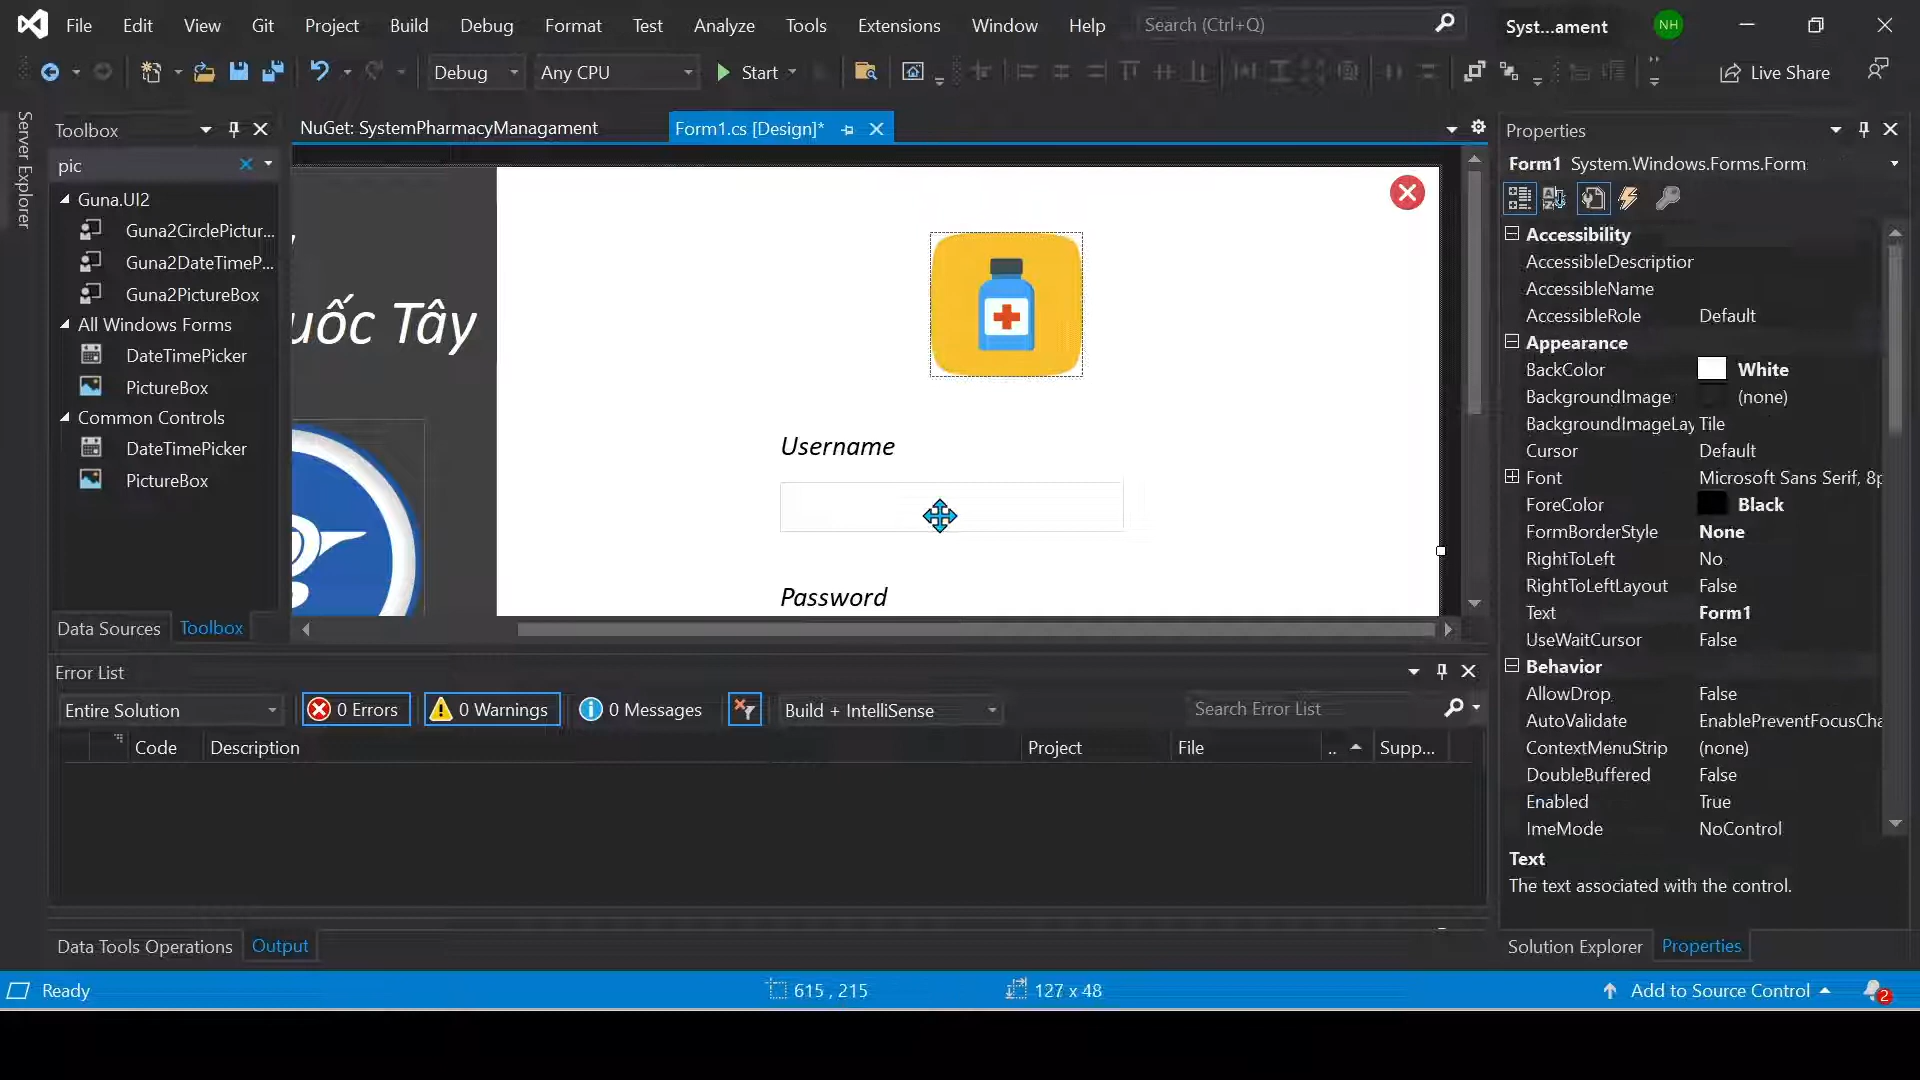 File Edit View Git Project Build Debug Format Test Analyze Tools Extensions Window Help Search (Ctrl+Q) Syst...ament NH
Debug Any CPU Start Live Share
Server Explorer
Toolbox
pic
Guna.UI2
Guna2CirclePictur...
Guna2DateTimeP...
Guna2PictureBox
All Windows Forms
DateTimePicker
PictureBox
Common Controls
DateTimePicker
PictureBox
Data Sources Toolbox
NuGet: SystemPharmacyManagament Form1.cs [Design]*
uốc Tây
Username
Password
Properties
Form1 System.Windows.Forms.Form
Accessibility
AccessibleDescription
AccessibleName
AccessibleRole Default
Appearance
BackColor White
BackgroundImage (none)
BackgroundImageLay Tile
Cursor Default
Font Microsoft Sans Serif, 8p
ForeColor Black
FormBorderStyle None
RightToLeft No
RightToLeftLayout False
Text Form1
UseWaitCursor False
Behavior
AllowDrop False
AutoValidate EnablePreventFocusCha
ContextMenuStrip (none)
DoubleBuffered False
Enabled True
ImeMode NoControl
Text
The text associated with the control.
Solution Explorer Properties
Error List
Entire Solution 0 Errors 0 Warnings 0 Messages Build + IntelliSense Search Error List
Code Description Project File .. Supp...
Data Tools Operations Output
Ready 615 , 215 127 x 48 Add to Source Control 2